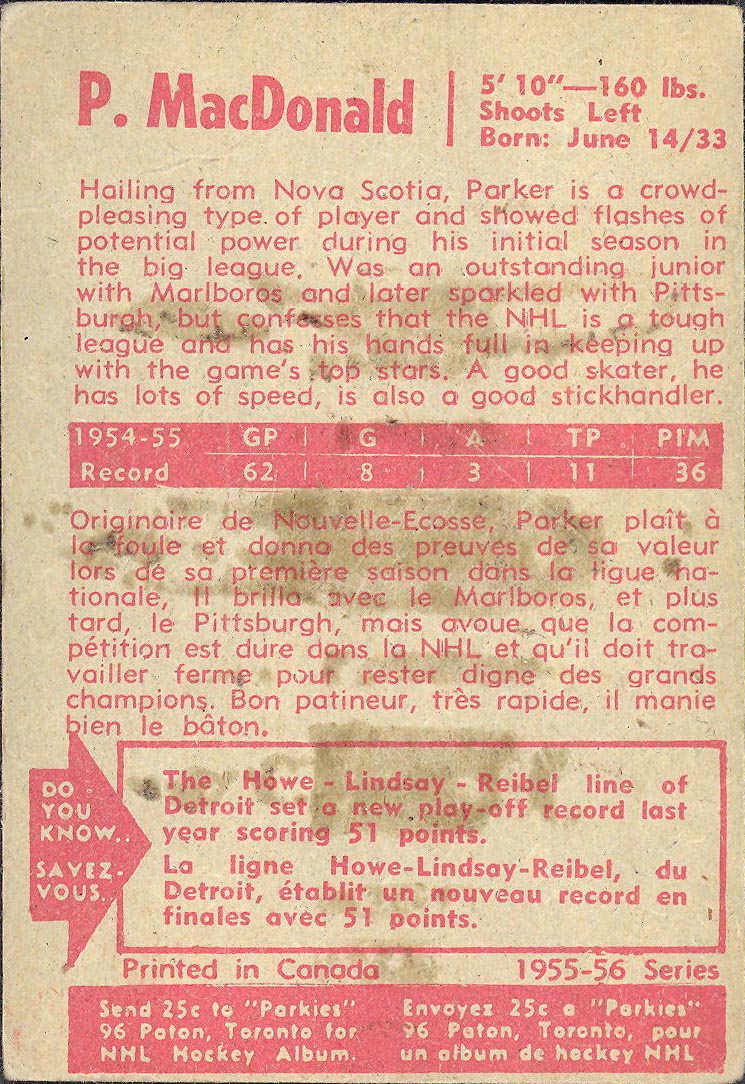 P. MacDonald
5' 10"—160 lbs.
Shoots Left
Born: June 14/33
Hailing from Nova Scotia, Parker is a crowd-
pleasing type of player and showed flashes of
potential power during his initial season in
the big league. Was an outstanding junior
with Marlboros and later sparkled with Pitts-
burgh, but confesses that the NHL is a tough
league and has his hands full in keeping up
with the game's top stars. A good skater, he
has lots of speed, is also a good stickhandler.
1954-55 GP G A TP PIM
Record 62 8 3 11 36
Originaire de Nouvelle-Ecosse, Parker plaît à
la foule et donna des preuves de sa valeur
lors de sa première saison dans la ligue na-
tionale, Il brilla avec le Marlboros, et plus
tard, le Pittsburgh, mais avoue que la com-
pétition est dure dans la NHL et qu'il doit tra-
vailler ferme pour rester digne des grands
champions. Bon patineur, très rapide, il manie
bien le bâton.
DO
YOU
KNOW..
SAVEZ-
VOUS..
The Howe - Lindsay - Reibel line of
Detroit set a new play-off record last
year scoring 51 points.
La ligne Howe-Lindsay-Reibel, du
Detroit, établit un nouveau record en
finales avec 51 points.
Printed in Canada 1955-56 Series
Send 25c to "Parkies"
96 Paton, Toronto for
NHL Hockey Album.
Envoyez 25c a "Parkies"
96 Paton, Toronto, pour
un album de hockey NHL